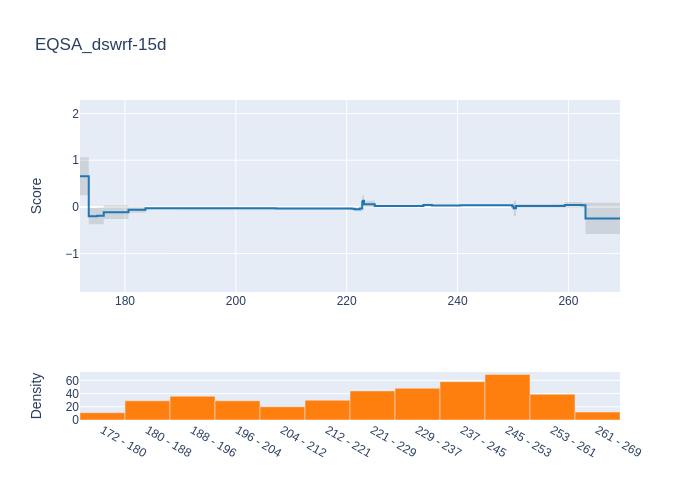 EQSA_dswrf-15d
2
1
0
−1
Score
180
200
220
240
260
60
40
20
0
Density
172 - 180
180 - 188
188 - 196
196 - 204
204 - 212
212 - 221
221 - 229
229 - 237
237 - 245
245 - 253
253 - 261
261 - 269